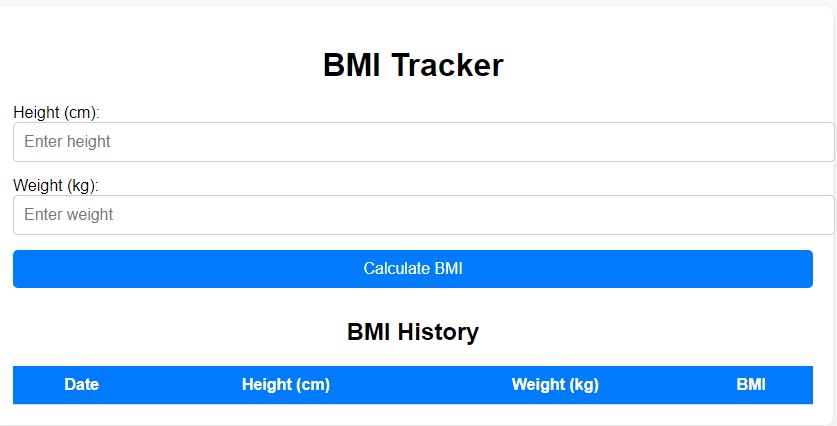 BMI Tracker
Height (cm):
Enter height
Weight (kg):
Enter weight
Calculate BMI
BMI History
Date Height (cm) Weight (kg) BMI